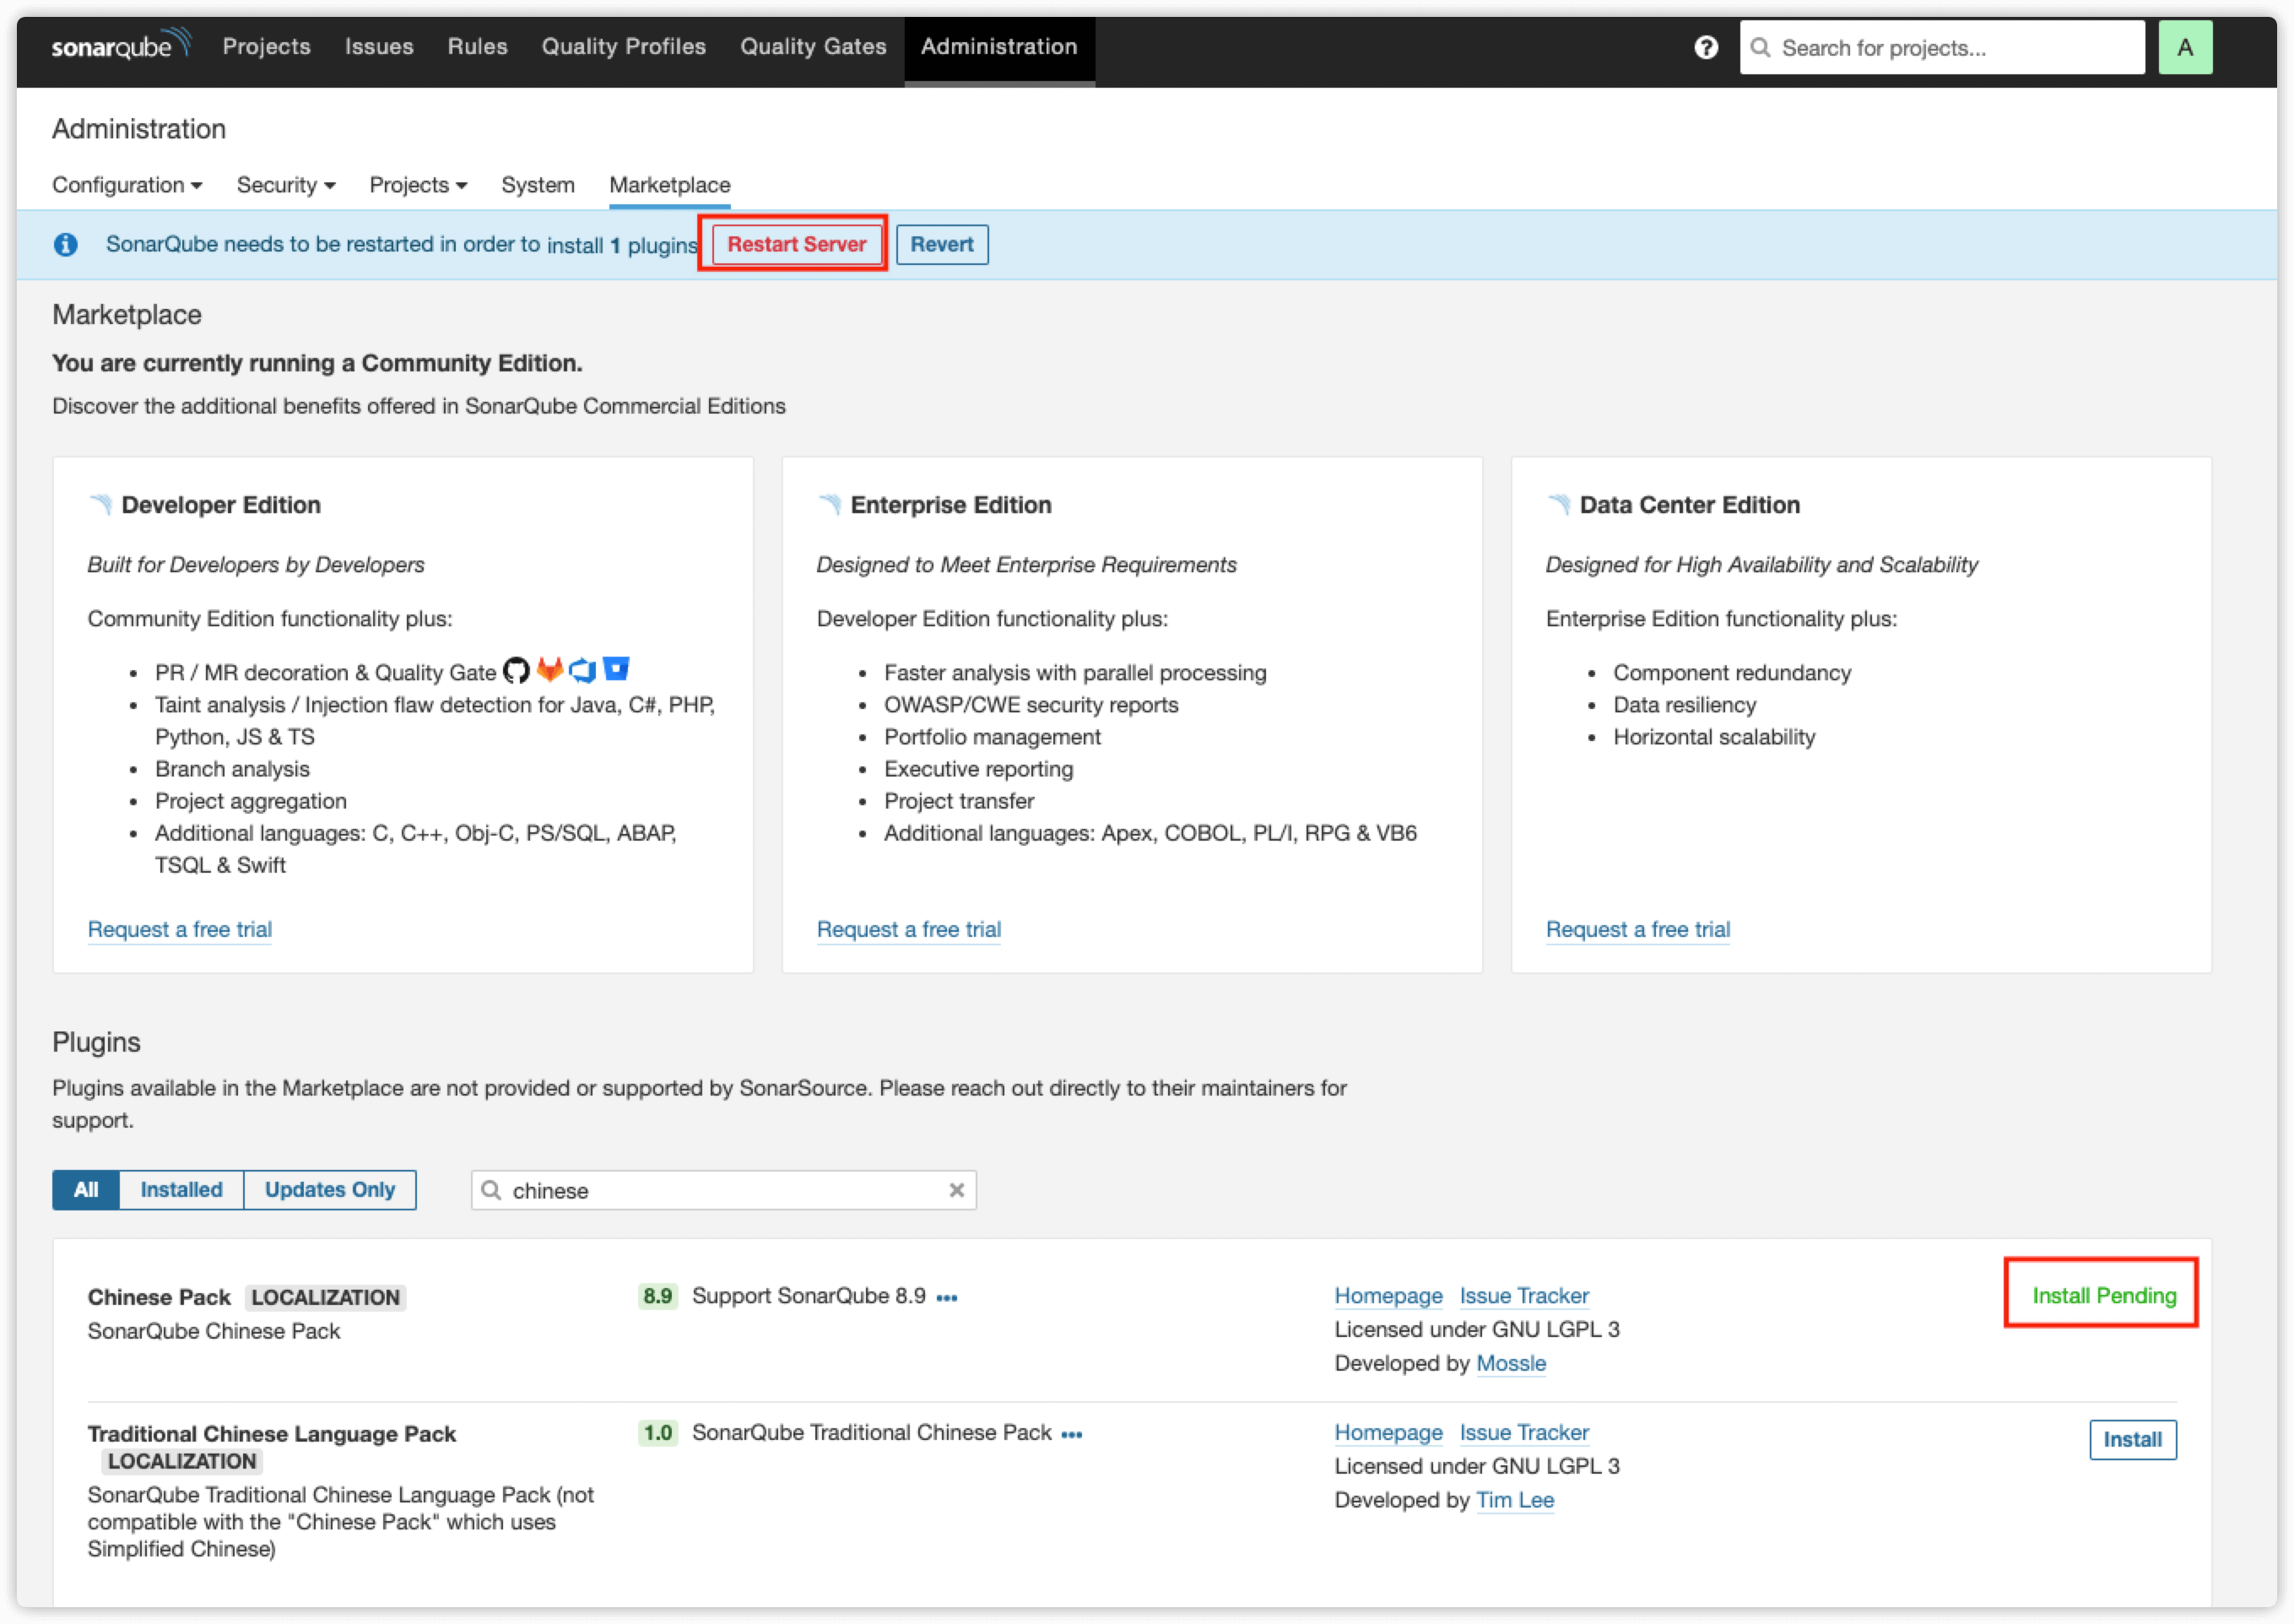 sonarqube Projects Issues Rules Quality Profiles Quality Gates Administration ? Search for projects... A
Administration
Configuration Security Projects System Marketplace
SonarQube needs to be restarted in order to install 1 plugins Restart Server Revert
Marketplace
You are currently running a Community Edition.
Discover the additional benefits offered in SonarQube Commercial Editions
Developer Edition
Built for Developers by Developers
Community Edition functionality plus:
• PR / MR decoration & Quality Gate
• Taint analysis / Injection flaw detection for Java, C#, PHP,
Python, JS & TS
• Branch analysis
• Project aggregation
• Additional languages: C, C++, Obj-C, PS/SQL, ABAP,
TSQL & Swift
Request a free trial
Enterprise Edition
Designed to Meet Enterprise Requirements
Developer Edition functionality plus:
• Faster analysis with parallel processing
• OWASP/CWE security reports
• Portfolio management
• Executive reporting
• Project transfer
• Additional languages: Apex, COBOL, PL/I, RPG & VB6
Request a free trial
Data Center Edition
Designed for High Availability and Scalability
Enterprise Edition functionality plus:
• Component redundancy
• Data resiliency
• Horizontal scalability
Request a free trial
Plugins
Plugins available in the Marketplace are not provided or supported by SonarSource. Please reach out directly to their maintainers for
support.
All Installed Updates Only chinese
Chinese Pack LOCALIZATION
SonarQube Chinese Pack
8.9 Support SonarQube 8.9 •••
Homepage Issue Tracker
Licensed under GNU LGPL 3
Developed by Mossle
Install Pending
Traditional Chinese Language Pack
LOCALIZATION
SonarQube Traditional Chinese Language Pack (not
compatible with the "Chinese Pack" which uses
Simplified Chinese)
1.0 SonarQube Traditional Chinese Pack •••
Homepage Issue Tracker
Licensed under GNU LGPL 3
Developed by Tim Lee
Install